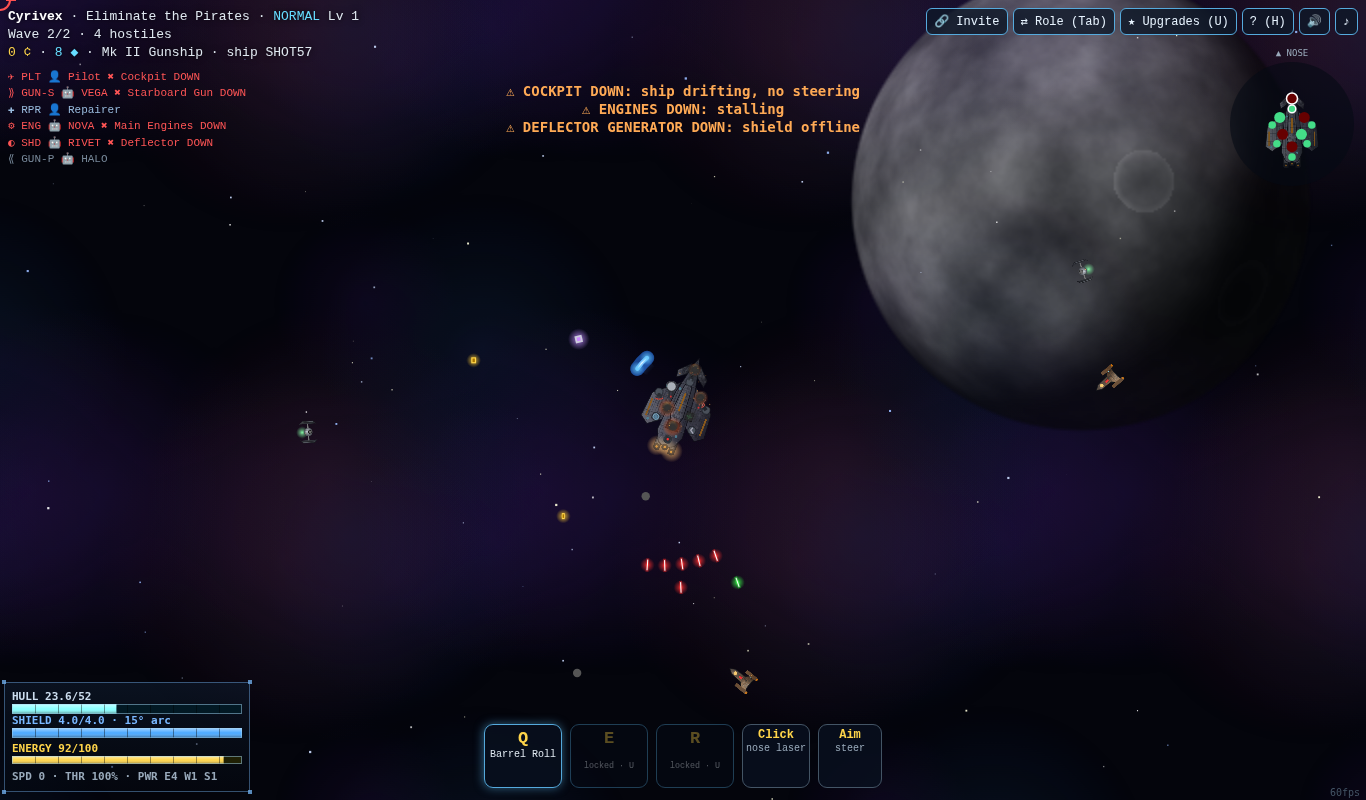 Cyrivex · Eliminate the Pirates · NORMAL Lv 1
Wave 2/2 · 4 hostiles
0 ¢ · 8 ◆ · Mk II Gunship · ship SHOT57
✈ PLT 👤 Pilot ✖ Cockpit DOWN
⟫ GUN-S 🤖 VEGA ✖ Starboard Gun DOWN
✚ RPR 👤 Repairer
⚙ ENG 🤖 NOVA ✖ Main Engines DOWN
◐ SHD 🤖 RIVET ✖ Deflector DOWN
⟪ GUN-P 🤖 HALO
⚠ COCKPIT DOWN: ship drifting, no steering
⚠ ENGINES DOWN: stalling
⚠ DEFLECTOR GENERATOR DOWN: shield offline
🔗 Invite
⇄ Role (Tab)
★ Upgrades (U)
? (H)
🔊
♪
▲ NOSE
HULL 23.6/52
SHIELD 4.0/4.0 · 15° arc
ENERGY 92/100
SPD 0 · THR 100% · PWR E4 W1 S1
Q
Barrel Roll
E
locked · U
R
locked · U
Click
nose laser
Aim
steer
60fps